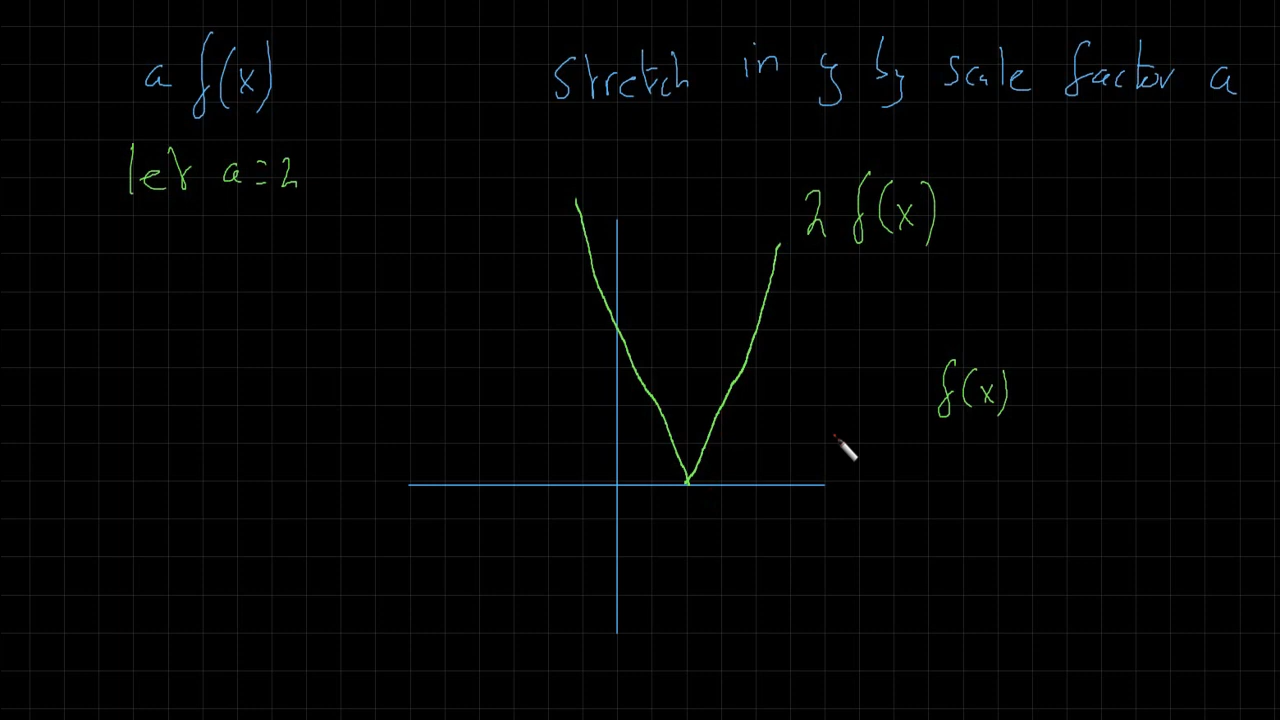 a f(x) Stretch in y by scale factor a
let a=2
2 f(x)
f(x)